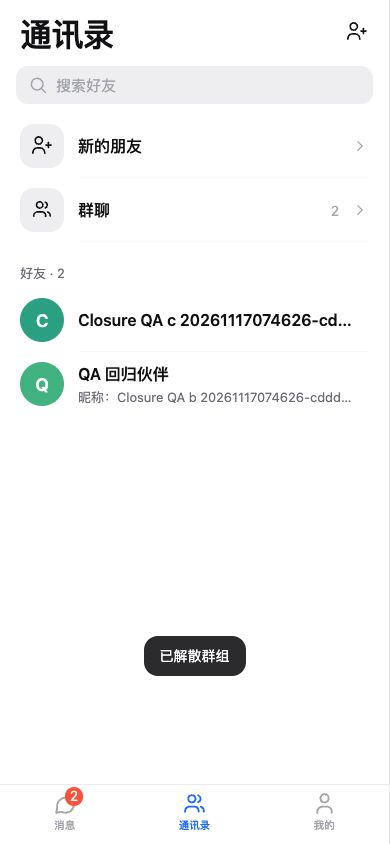 通讯录
搜索好友
新的朋友
群聊
2
好友 · 2
C
Closure QA c 20261117074626-cd...
Q
QA 回归伙伴
昵称：Closure QA b 20261117074626-cddd...
已解散群组
2
消息
通讯录
我的